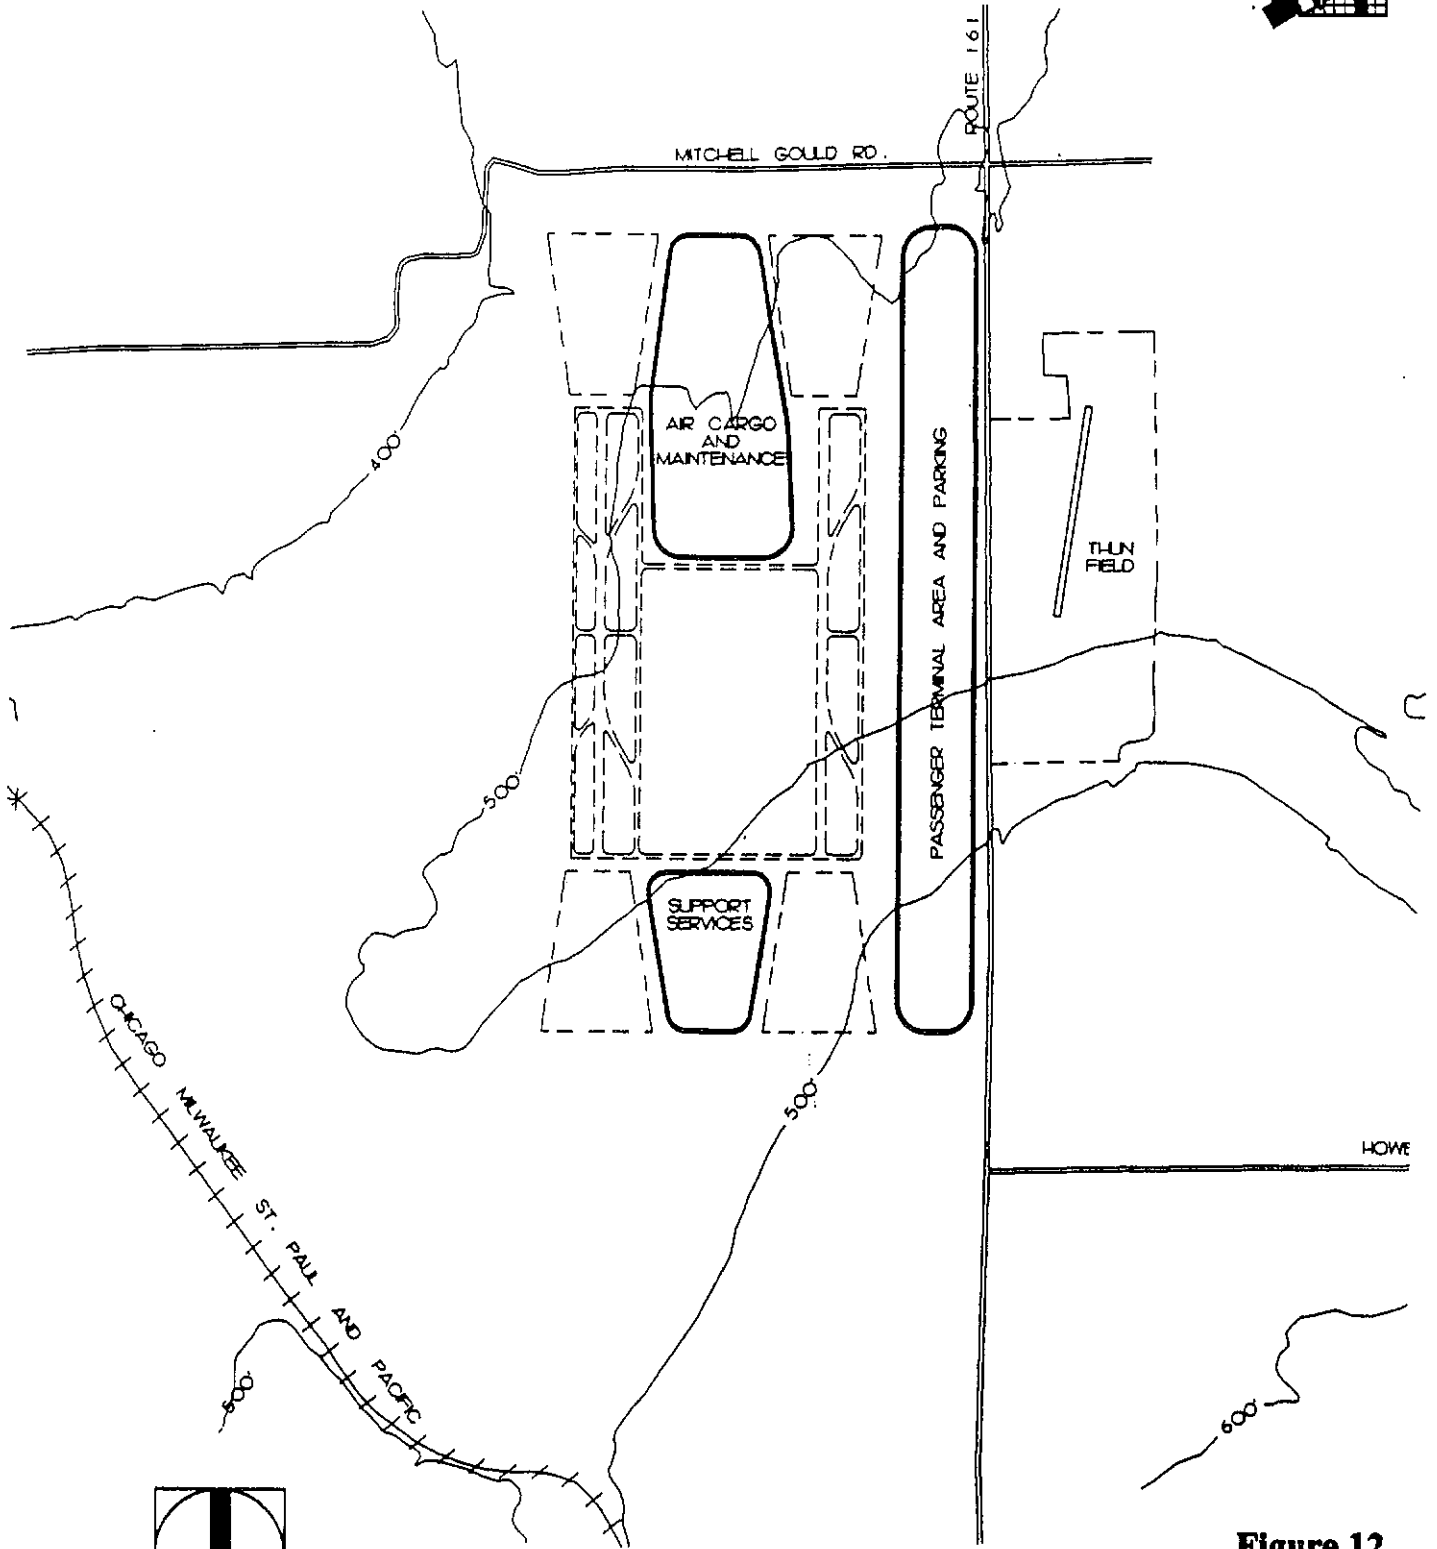 ROUTE 161
MITCHELL GOULD RD.
AIR CARGO
AND
MAINTENANCE
400'
PASSENGER TERMINAL AREA AND PARKING
THUN
FIELD
500'
SUPPORT
SERVICES
CHICAGO MILWAUKEE ST. PAUL AND PACIFIC
500'
HOWE
500'
600'
Figure 12